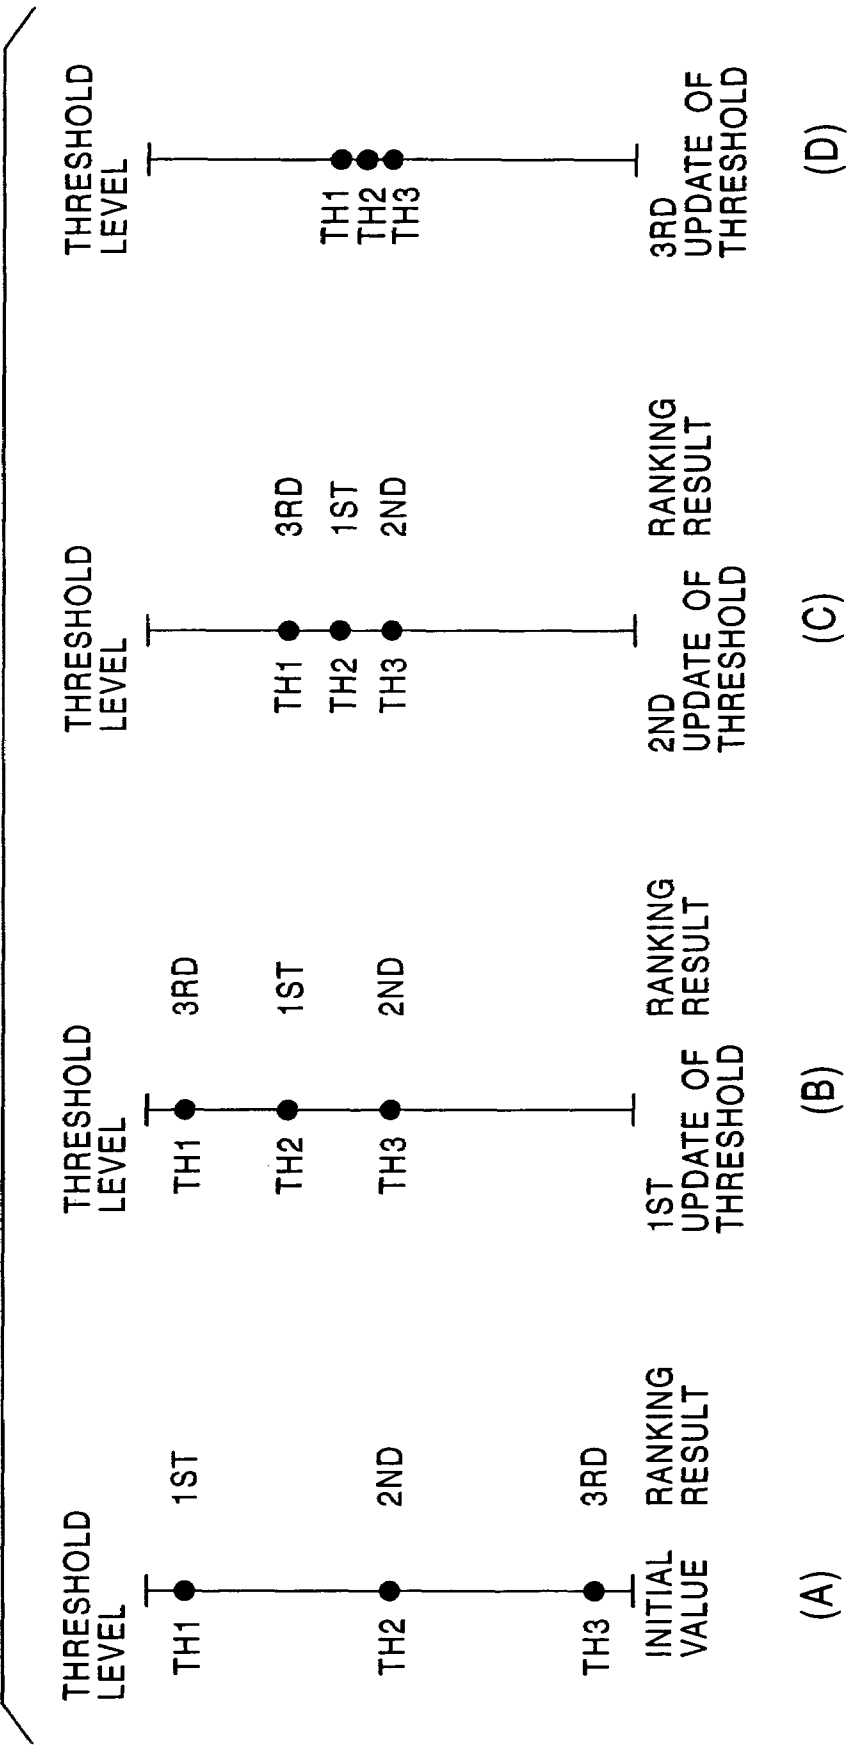 THRESHOLD
LEVEL
TH1
1ST
TH2
2ND
TH3
3RD
INITIAL
VALUE
RANKING
RESULT
(A)
THRESHOLD
LEVEL
TH1
3RD
TH2
1ST
TH3
2ND
1ST
UPDATE OF
THRESHOLD
RANKING
RESULT
(B)
THRESHOLD
LEVEL
TH1
3RD
TH2
1ST
TH3
2ND
2ND
UPDATE OF
THRESHOLD
RANKING
RESULT
(C)
THRESHOLD
LEVEL
TH1
TH2
TH3
3RD
UPDATE OF
THRESHOLD
(D)